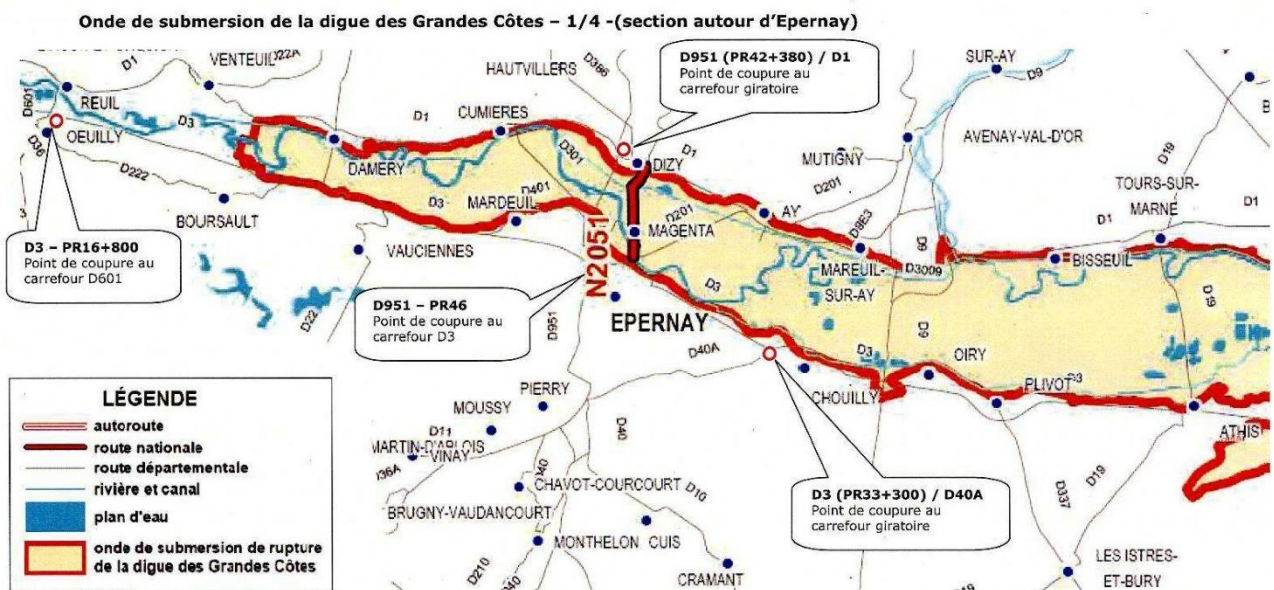 Onde de submersion de la digue des Grandes Côtes – 1/4 -(section autour d'Epernay)
D951 (PR42+380) / D1
Point de coupure au
carrefour giratoire
VENTEUIL
D22A
HAUTVILLERS
D386
SUR-AY
D9
D1
D601
REUIL
OEUILLY
D36
D3
D1
CUMIERES
D301
DIZY
D1
MUTIGNY
AVENAY-VAL-D'OR
D19
D222
DAMERY
D201
TOURS-SUR-
MARNE
BOURSAULT
D401
D3
MARDEUIL
D201
AY
D1
D1
MAGENTA
VAUCIENNES
N2051
D9
BISSEUIL
MAREUIL-
SUR-AY
D3009
D3 – PR16+800
Point de coupure au
carrefour D601
D951 – PR46
Point de coupure au
carrefour D3
D22
D951
D3
EPERNAY
D19
D9
D40A
D3
OIRY
CHOUILLY
PLIVOT
ATHIS
PIERRY
MOUSSY
D11
MARTIN-D'ABLOIS
VINAY
D36A
D40
D40
CHAVOT-COURCOURT
D10
BRUGNY-VAUDANCOURT
MONTHELON
CUIS
D210
D40
CRAMANT
D3 (PR33+300) / D40A
Point de coupure au
carrefour giratoire
D337
D19
LES ISTRES-
ET-BURY
LÉGENDE
autoroute
route nationale
route départementale
rivière et canal
plan d'eau
onde de submersion de rupture
de la digue des Grandes Côtes